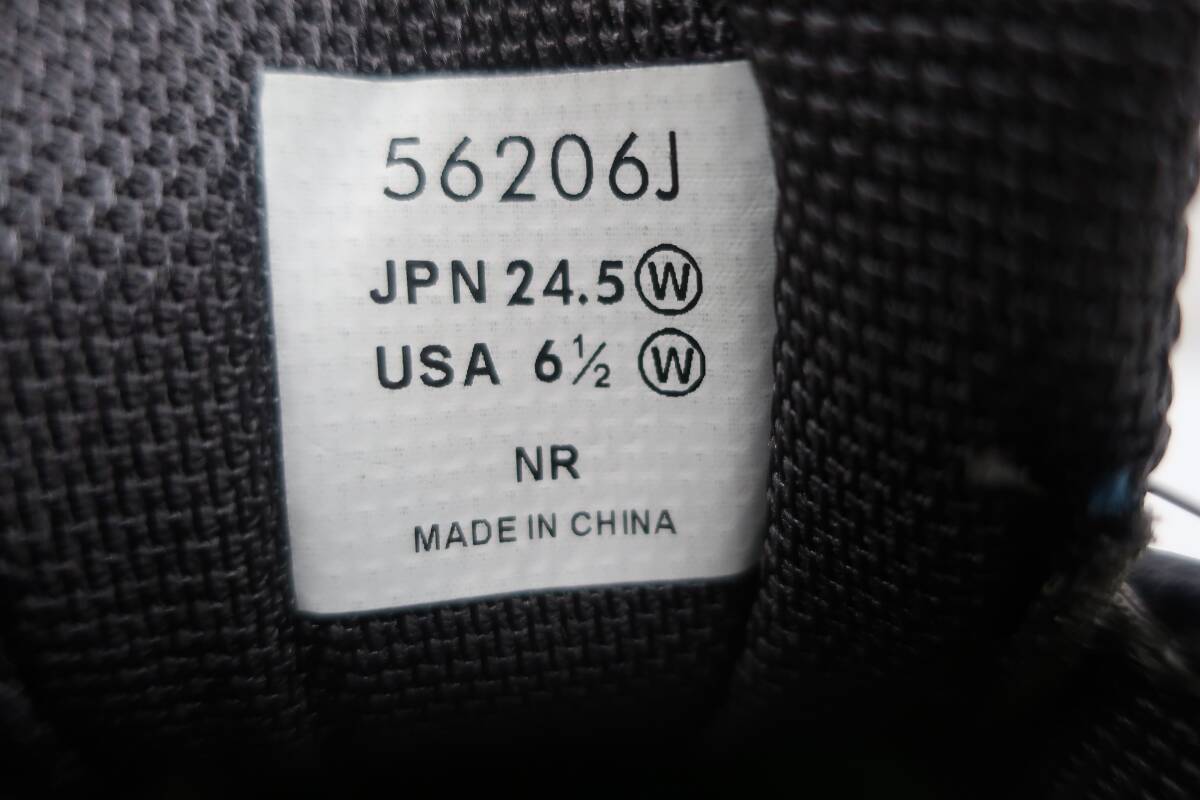 56206J
JPN 24.5 Ⓦ
USA 6½ Ⓦ
NR
MADE IN CHINA